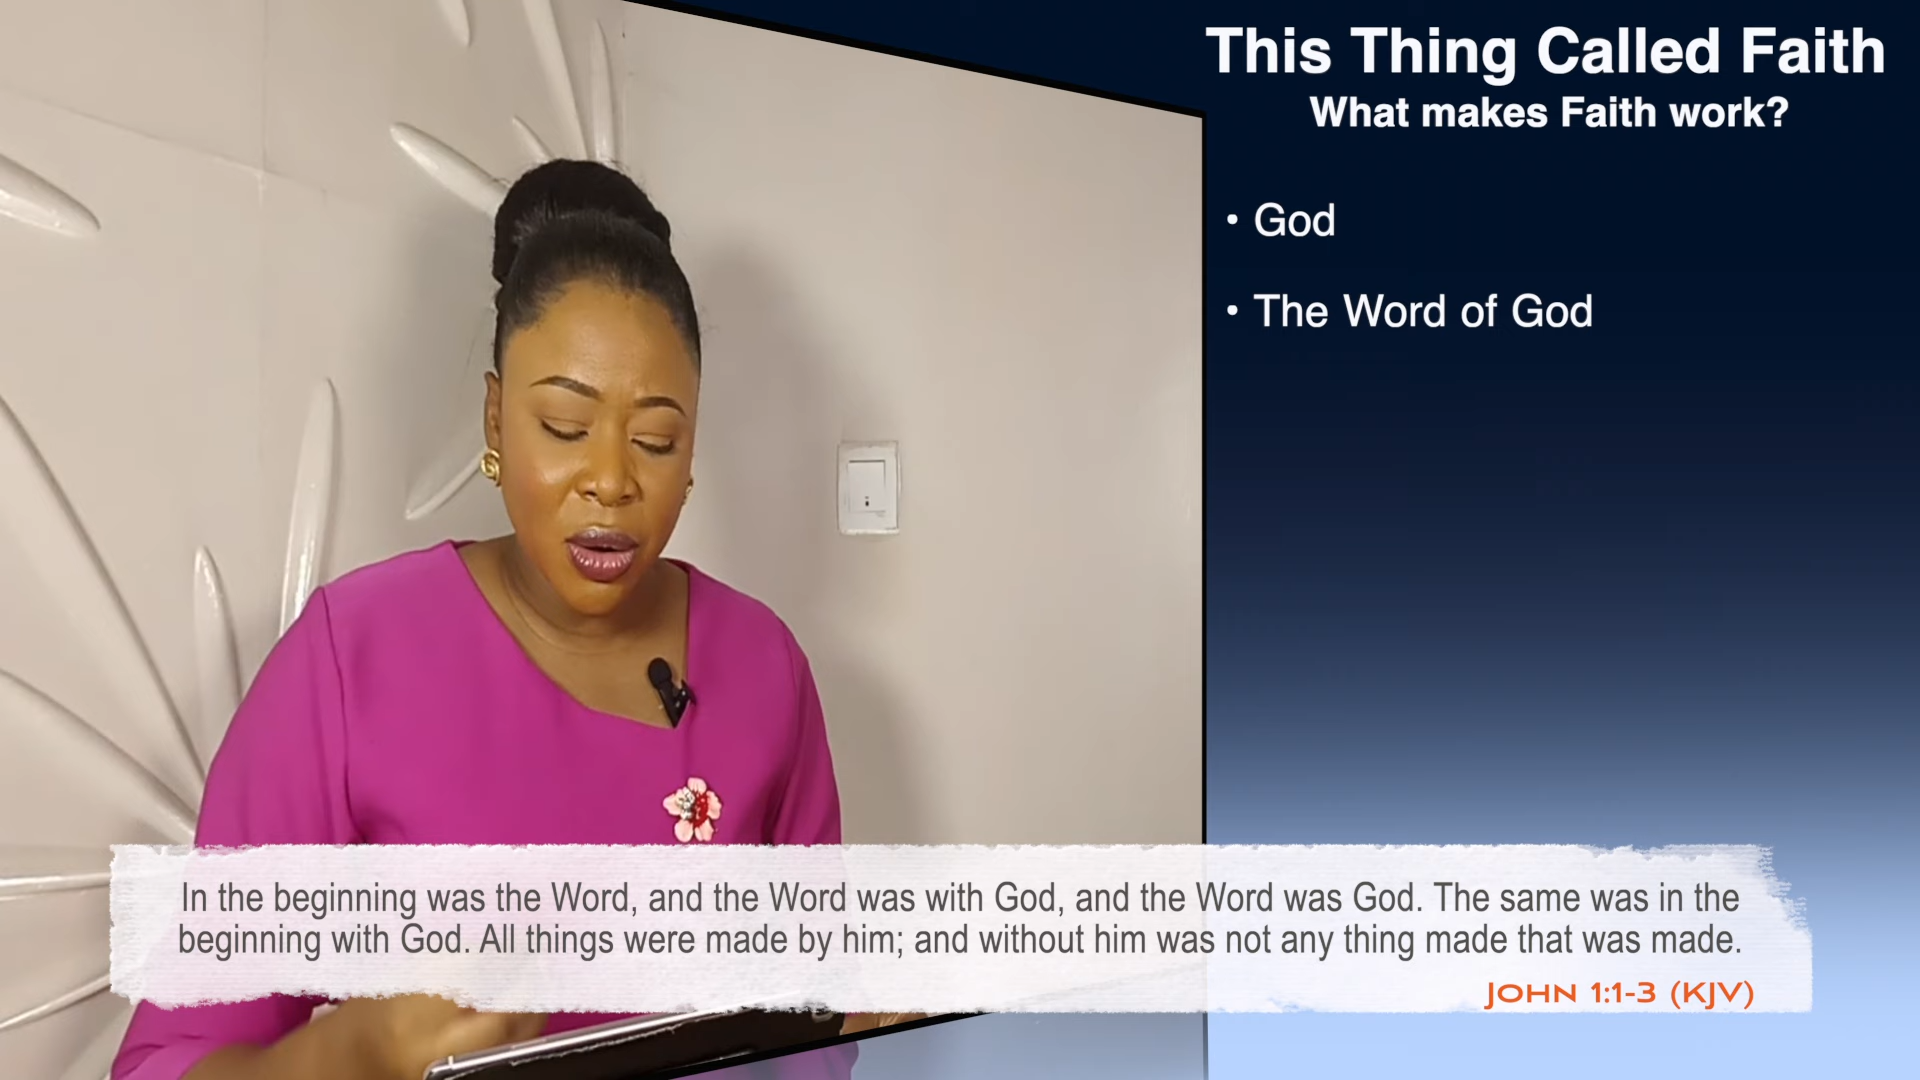 This Thing Called Faith
What makes Faith work?
• God
• The Word of God
In the beginning was the Word, and the Word was with God, and the Word was God. The same was in the
beginning with God. All things were made by him; and without him was not any thing made that was made.
JOHN 1:1-3 (KJV)